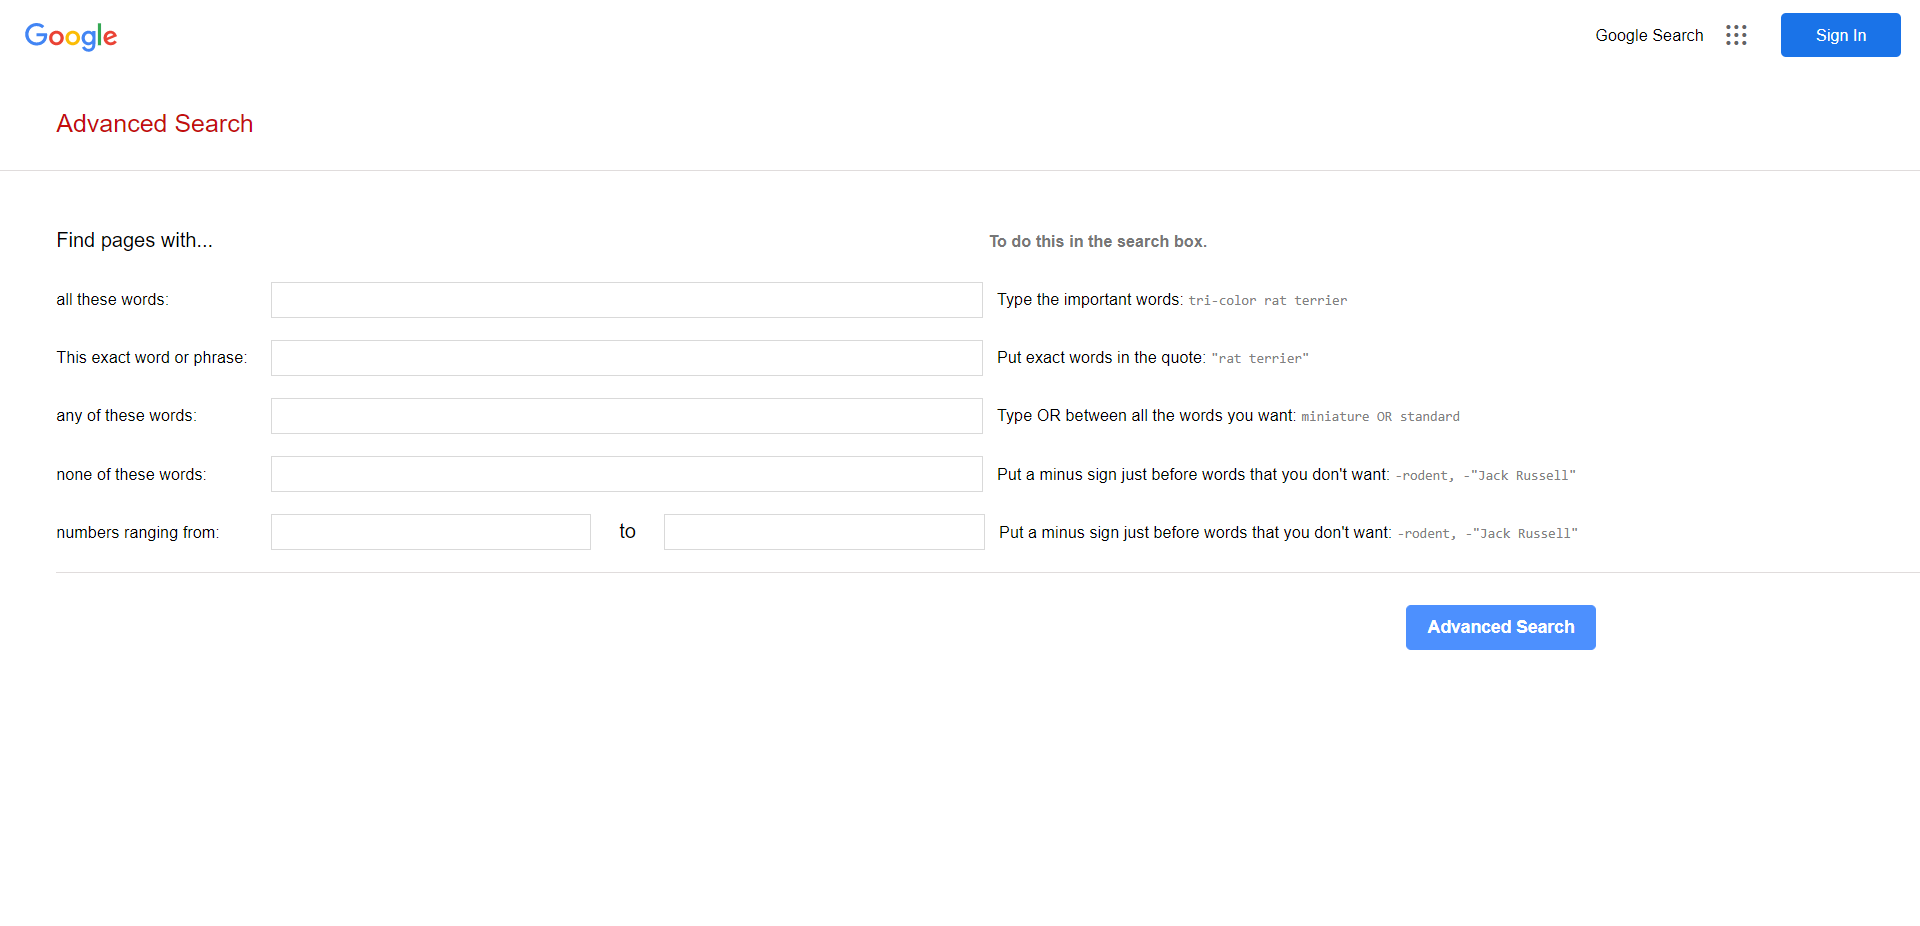 Google
Google Search Sign In
Advanced Search
Find pages with... To do this in the search box.
all these words: Type the important words: tri-color rat terrier
This exact word or phrase: Put exact words in the quote: "rat terrier"
any of these words: Type OR between all the words you want: miniature OR standard
none of these words: Put a minus sign just before words that you don't want: -rodent, -"Jack Russell"
numbers ranging from: to Put a minus sign just before words that you don't want: -rodent, -"Jack Russell"
Advanced Search